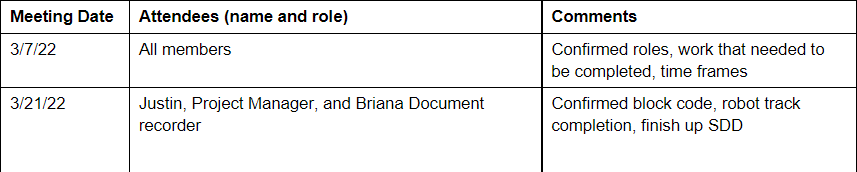 Meeting Date Attendees (name and role) Comments
3/7/22 All members Confirmed roles, work that needed to
be completed, time frames
3/21/22 Justin, Project Manager, and Briana Document Confirmed block code, robot track
recorder completion, finish up SDD